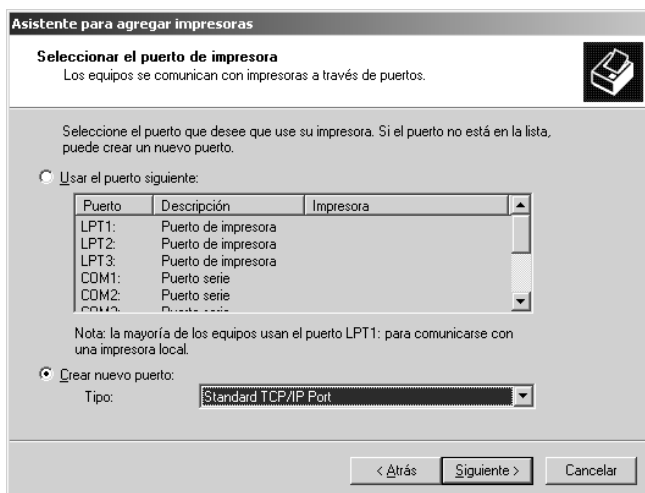 Asistente para agregar impresoras
Seleccionar el puerto de impresora
Los equipos se comunican con impresoras a través de puertos.
Seleccione el puerto que desee que use su impresora. Si el puerto no está en la lista,
puede crear un nuevo puerto.
Usar el puerto siguiente:
Puerto Descripción Impresora
LPT1: Puerto de impresora
LPT2: Puerto de impresora
LPT3: Puerto de impresora
COM1: Puerto serie
COM2: Puerto serie
Nota: la mayoría de los equipos usan el puerto LPT1: para comunicarse con
una impresora local.
Crear nuevo puerto:
Tipo: Standard TCP/IP Port
< Atrás Siguiente > Cancelar